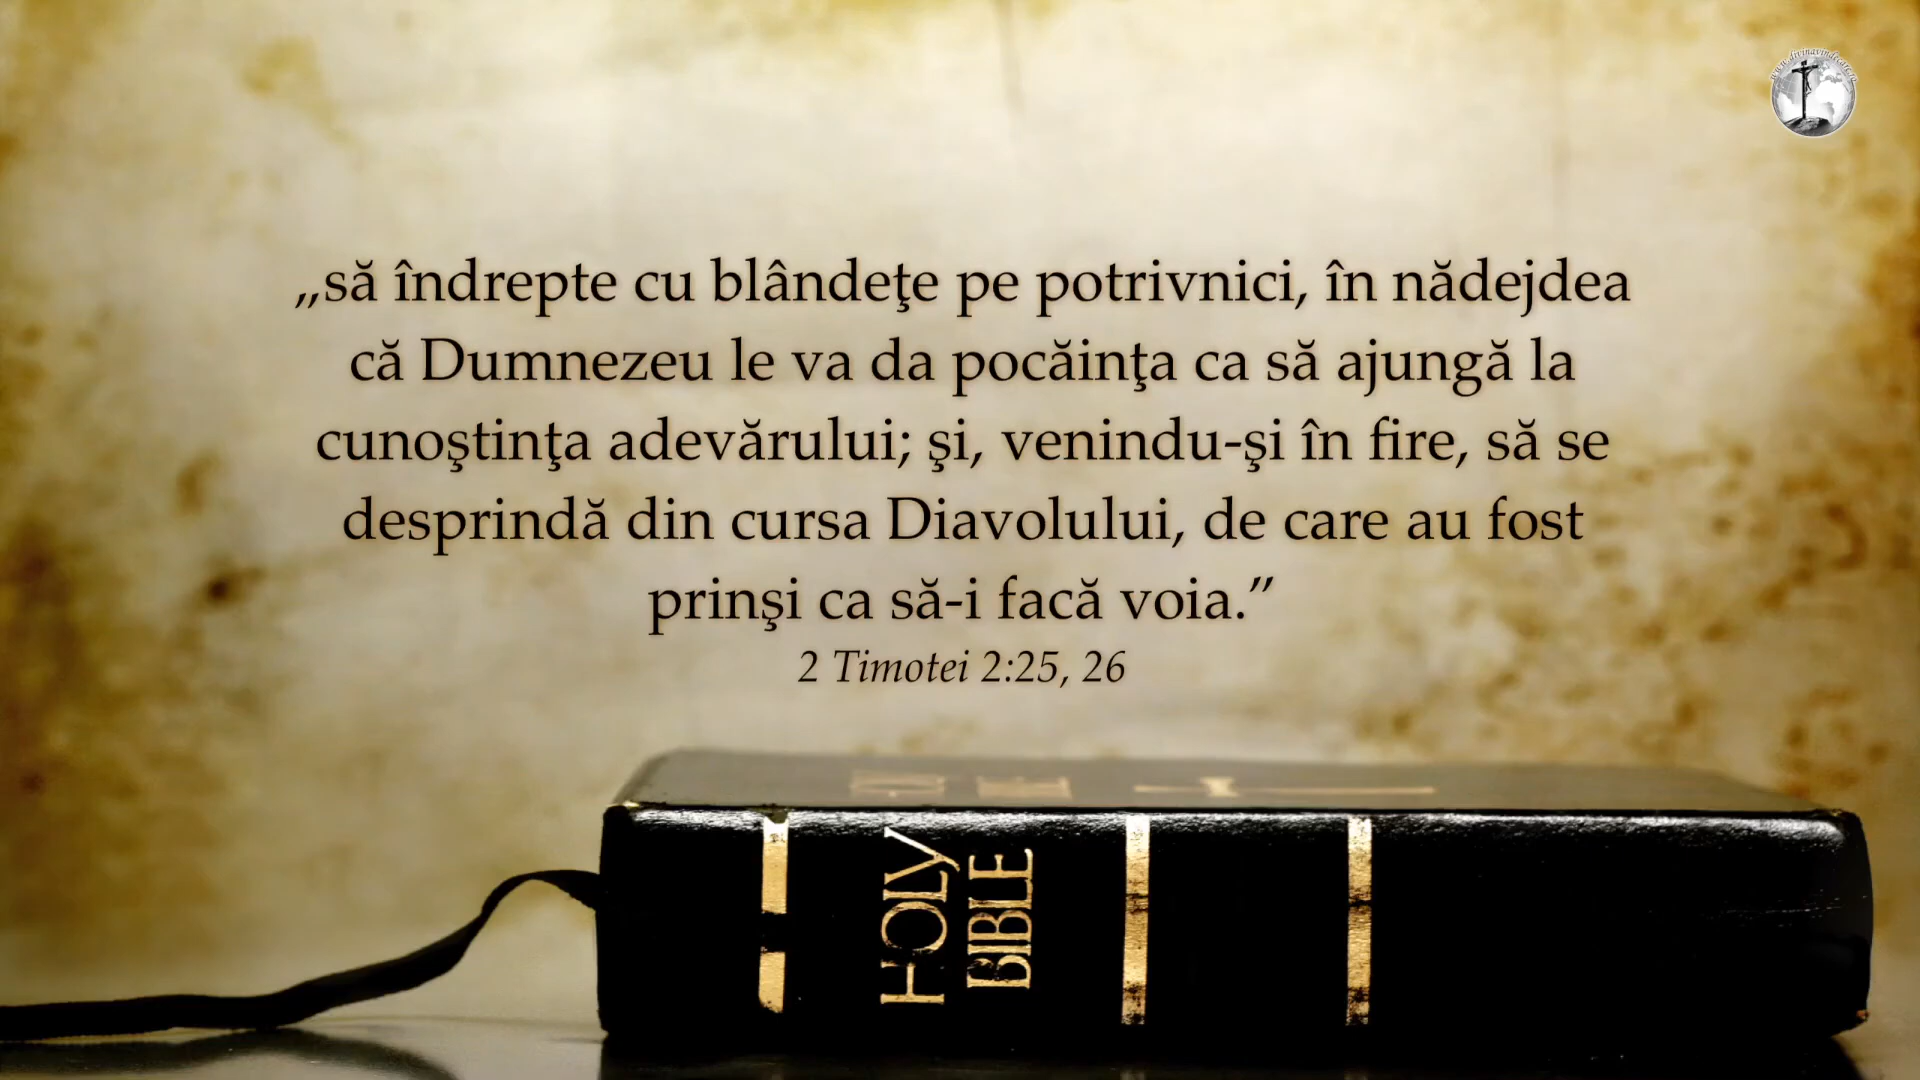 „să îndrepte cu blândeţe pe potrivnici, în nădejdea
că Dumnezeu le va da pocăinţa ca să ajungă la
cunoştinţa adevărului; şi, venindu-şi în fire, să se
desprindă din cursa Diavolului, de care au fost
prinşi ca să-i facă voia.”
2 Timotei 2:25, 26
HOLY
BIBLE